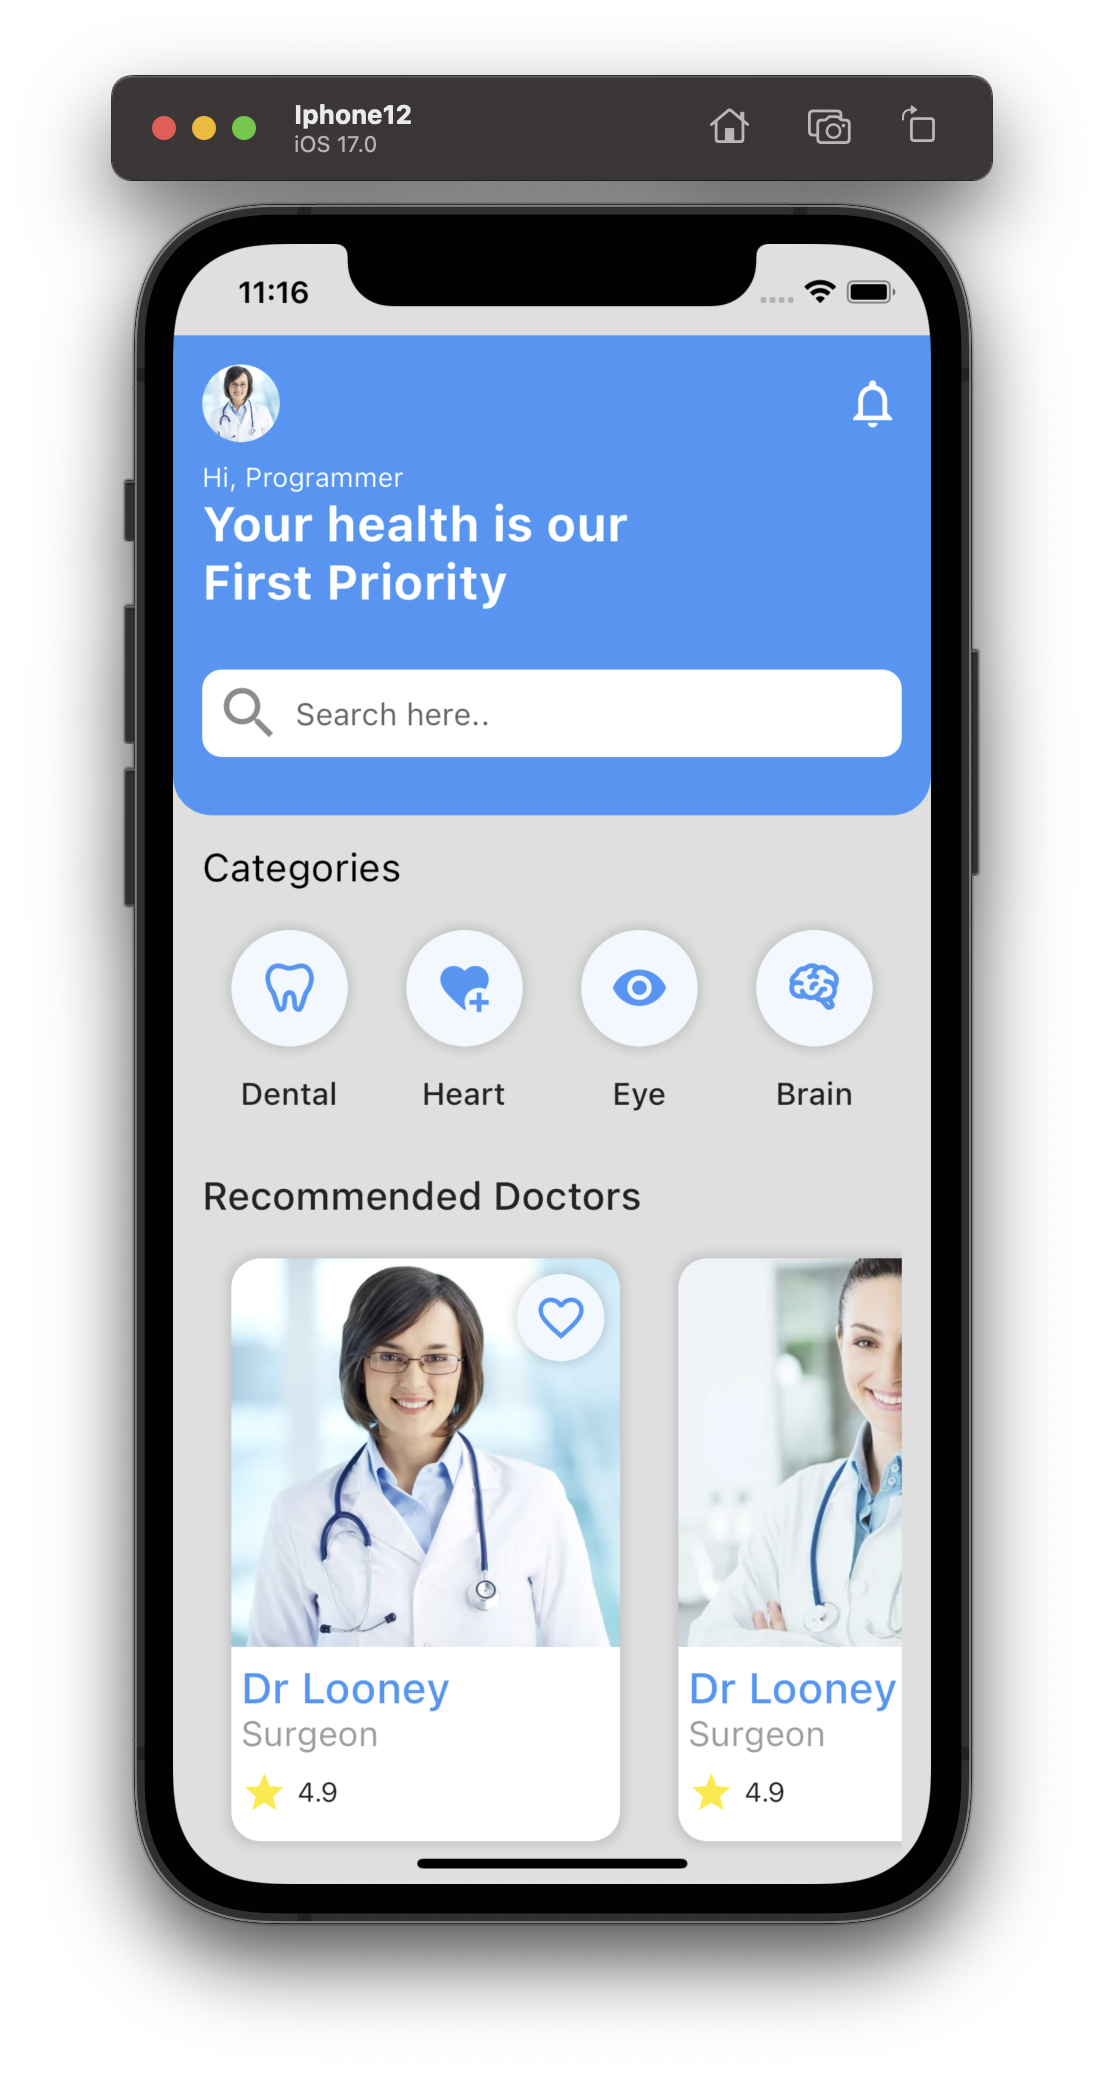 Iphone12
iOS 17.0
11:16
Hi, Programmer
Your health is our
First Priority
Search here..
Categories
Dental Heart Eye Brain
Recommended Doctors
Dr Looney Dr Looney
Surgeon Surgeon
4.9 4.9